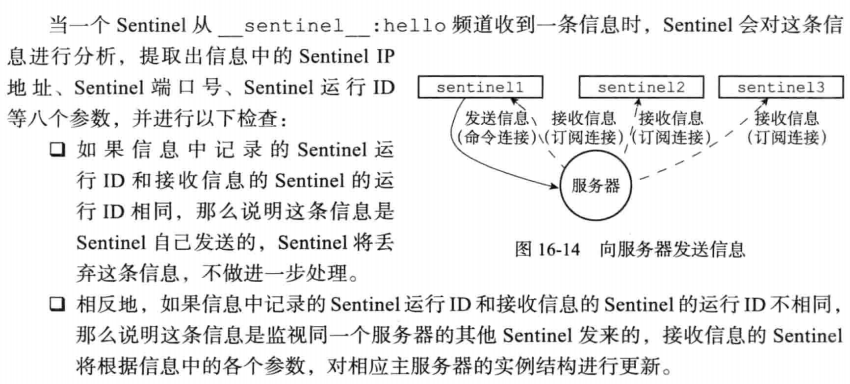 当一个 Sentinel 从 __sentinel__:hello 频道收到一条信息时，Sentinel 会对这条信
息进行分析，提取出信息中的 Sentinel IP
地址、Sentinel 端口号、Sentinel 运行 ID
等八个参数，并进行以下检查：
❑ 如果信息中记录的 Sentinel 运
行 ID 和接收信息的 Sentinel 的运
行 ID 相同，那么说明这条信息是
Sentinel 自己发送的，Sentinel 将丢
弃这条信息，不做进一步处理。
sentinel1 sentinel2 sentinel3
发送信息 接收信息 接收信息 接收信息
(命令连接) (订阅连接) (订阅连接) (订阅连接)
服务器
图 16-14 向服务器发送信息
❑ 相反地，如果信息中记录的 Sentinel 运行 ID 和接收信息的 Sentinel 的运行 ID 不相同，
那么说明这条信息是监视同一个服务器的其他 Sentinel 发来的，接收信息的 Sentinel
将根据信息中的各个参数，对相应主服务器的实例结构进行更新。